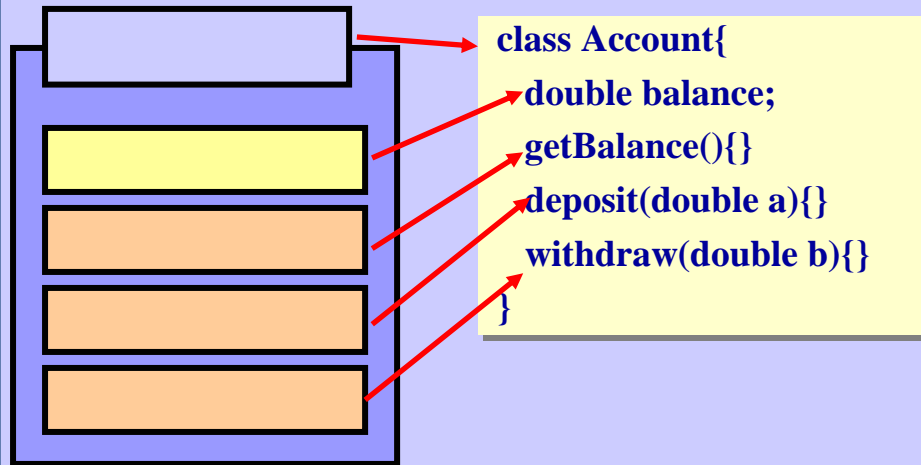 class Account{
double balance;
getBalance(){}
deposit(double a){}
withdraw(double b){}
}